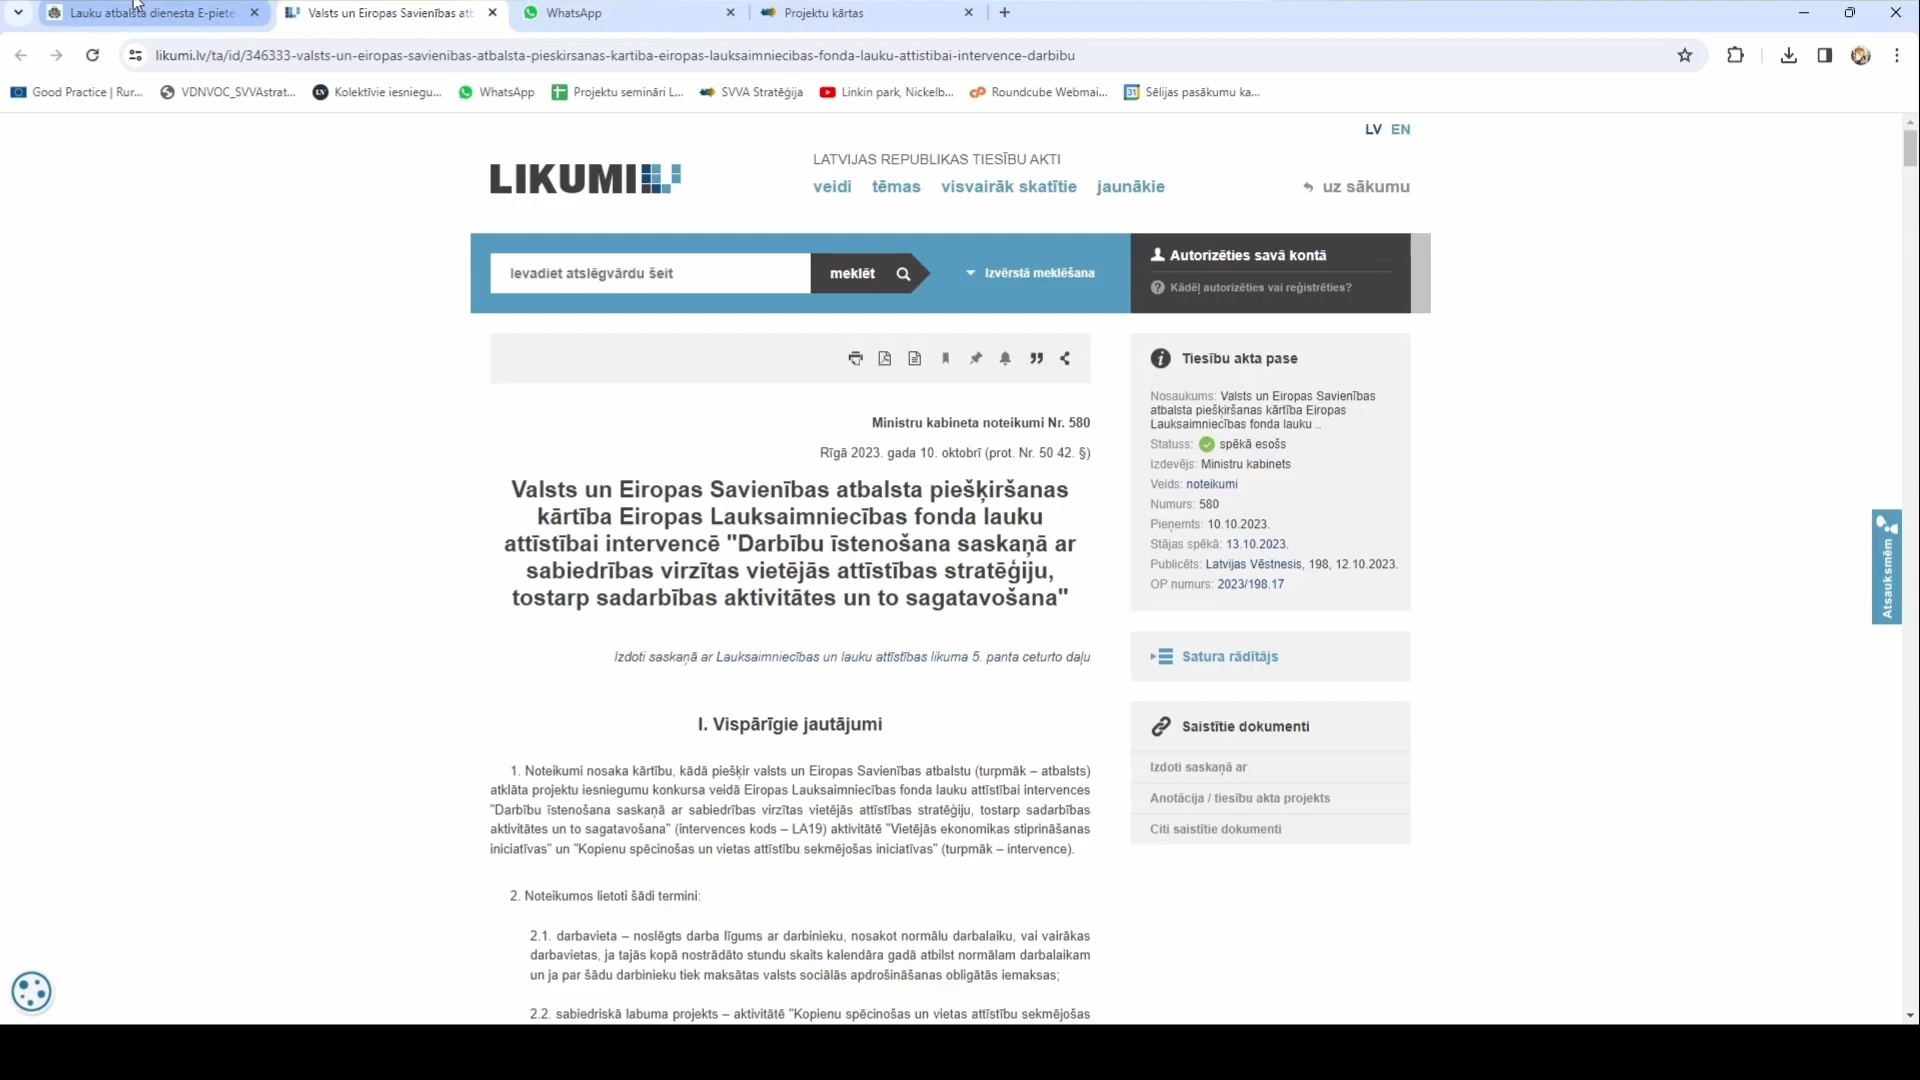 Lauku atbalsta dienesta E-piete
Valsts un Eiropas Savienības atb
WhatsApp
Projektu kārtas
likumi.lv/ta/id/346333-valsts-un-eiropas-savienibas-atbalsta-pieskirsanas-kartiba-eiropas-lauksaimniecibas-fonda-lauku-attistibai-intervence-darbibu
Good Practice | Rur...
VDNVOC_SVVAstrat...
Kolektīvie iesniegu...
WhatsApp
Projektu semināri L...
SVVA Stratēģija
Linkin park, Nickelb...
Roundcube Webmai...
Sēlijas pasākumu ka...
LV EN
LIKUMI
LATVIJAS REPUBLIKAS TIESĪBU AKTI
veidi tēmas visvairāk skatītie jaunākie
uz sākumu
Ievadiet atslēgvārdu šeit
meklēt
Izvērstā meklēšana
Autorizēties savā kontā
Kādēļ autorizēties vai reģistrēties?
Ministru kabineta noteikumi Nr. 580
Rīgā 2023. gada 10. oktobrī (prot. Nr. 50 42. §)
Valsts un Eiropas Savienības atbalsta piešķiršanas
kārtība Eiropas Lauksaimniecības fonda lauku
attīstībai intervencē "Darbību īstenošana saskaņā ar
sabiedrības virzītas vietējās attīstības stratēģiju,
tostarp sadarbības aktivitātes un to sagatavošana"
Izdoti saskaņā ar Lauksaimniecības un lauku attīstības likuma 5. panta ceturto daļu
I. Vispārīgie jautājumi
1. Noteikumi nosaka kārtību, kādā piešķir valsts un Eiropas Savienības atbalstu (turpmāk – atbalsts)
atklāta projektu iesniegumu konkursa veidā Eiropas Lauksaimniecības fonda lauku attīstībai intervences
"Darbību īstenošana saskaņā ar sabiedrības virzītas vietējās attīstības stratēģiju, tostarp sadarbības
aktivitātes un to sagatavošana" (intervences kods – LA19) aktivitātē "Vietējās ekonomikas stiprināšanas
iniciatīvas" un "Kopienu spēcinošas un vietas attīstību sekmējošas iniciatīvas" (turpmāk – intervence).
2. Noteikumos lietoti šādi termini:
2.1. darbavieta – noslēgts darba līgums ar darbinieku, nosakot normālu darbalaiku, vai vairākas
darbavietas, ja tajās kopā nostrādāto stundu skaits kalendāra gadā atbilst normālam darbalaikam
un ja par šādu darbinieku tiek maksātas valsts sociālās apdrošināšanas obligātās iemaksas;
2.2. sabiedriskā labuma projekts – aktivitātē "Kopienu spēcinošas un vietas attīstību sekmējošas
Tiesību akta pase
Nosaukums: Valsts un Eiropas Savienības
atbalsta piešķiršanas kārtība Eiropas
Lauksaimniecības fonda lauku ..
Statuss: spēkā esošs
Izdevējs: Ministru kabinets
Veids: noteikumi
Numurs: 580
Pieņemts: 10.10.2023.
Stājas spēkā: 13.10.2023.
Publicēts: Latvijas Vēstnesis, 198, 12.10.2023.
OP numurs: 2023/198.17
Satura rādītājs
Saistītie dokumenti
Izdoti saskaņā ar
Anotācija / tiesību akta projekts
Citi saistītie dokumenti
Atsauksmēm